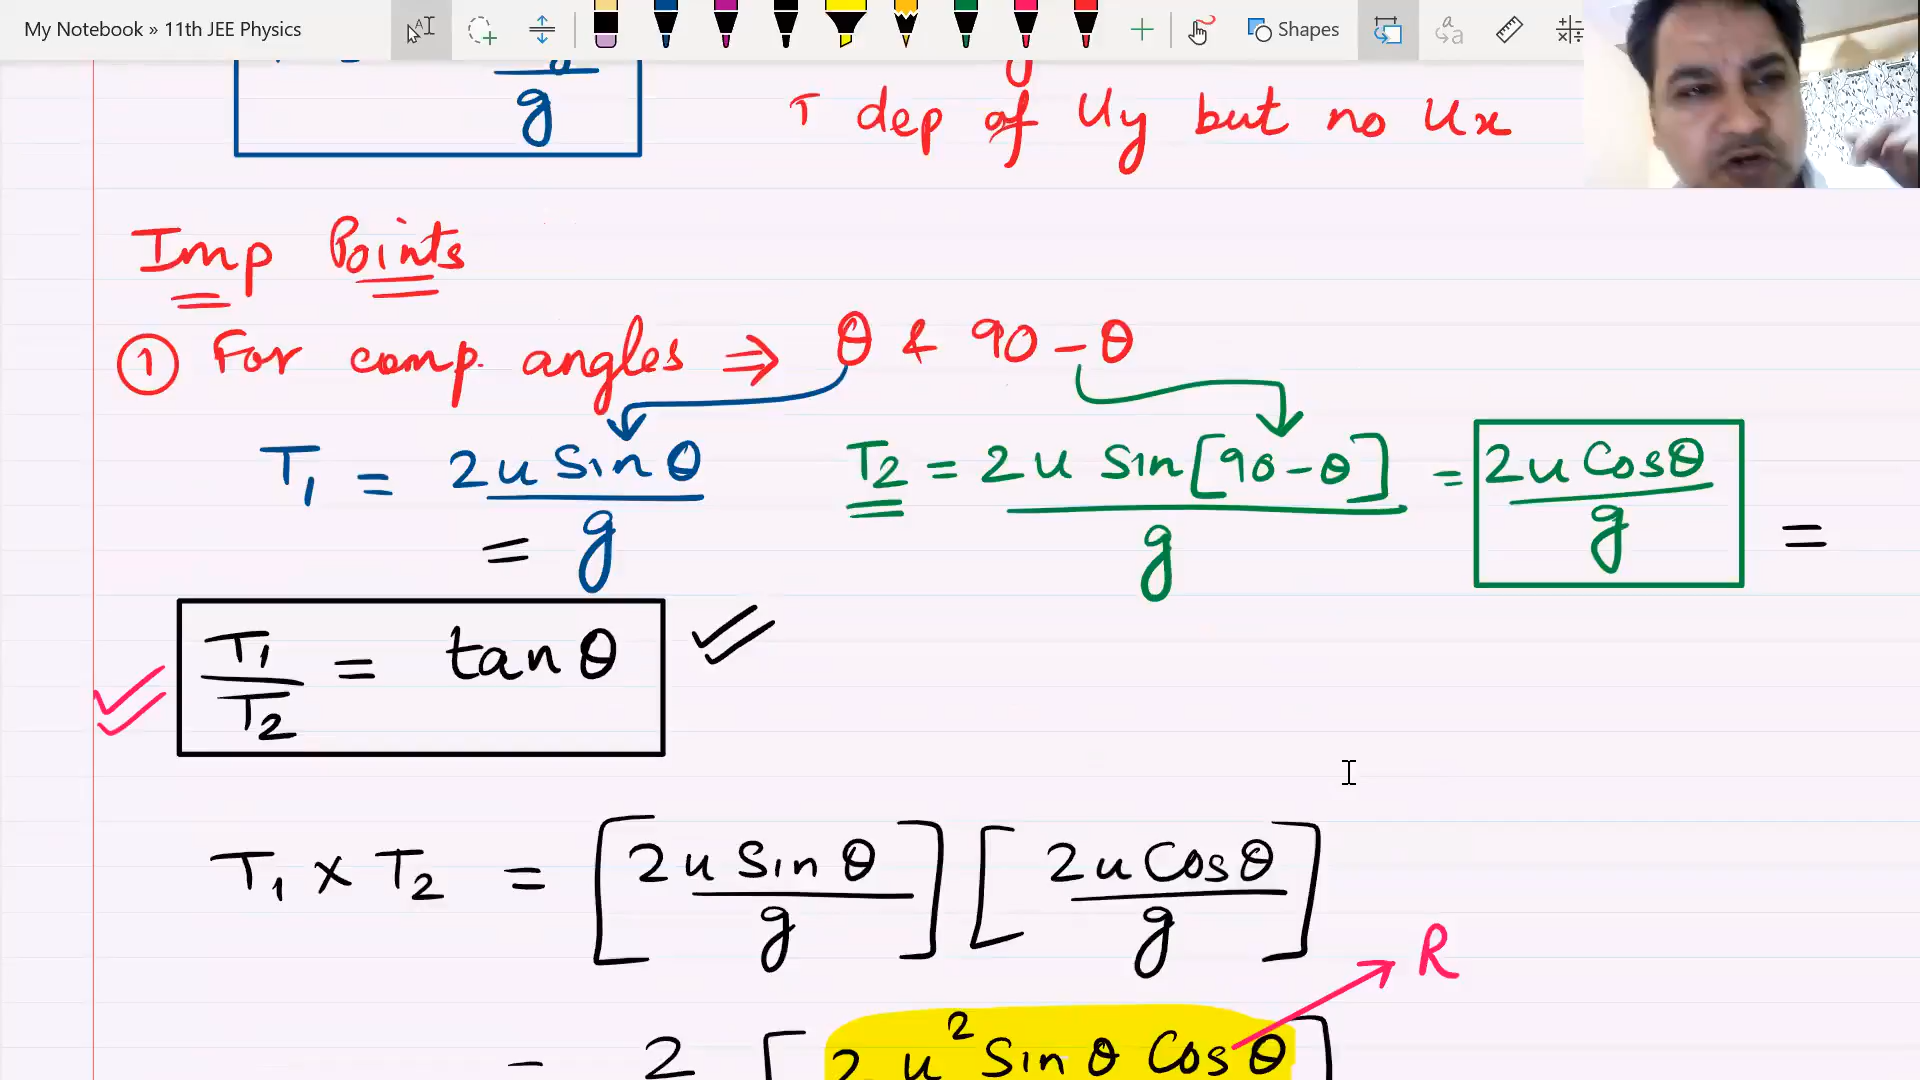 My Notebook » 11th JEE Physics
Shapes
g
T dep of Uy but no Ux
Imp Points
① For comp. angles ⇒ θ & 90 - θ
T₁ = 2u Sin θ / g
T₂ = 2u Sin[90-θ] / g = 2u Cosθ / g =
=
T₁ / T₂ = tan θ
T₁ × T₂ = [2u Sin θ / g] [2u Cosθ / g]
R
2 [2 u² Sin θ Cos θ]